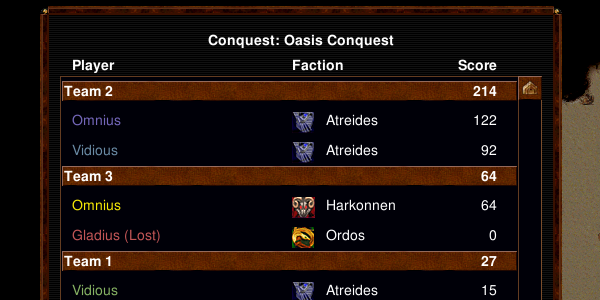 Conquest: Oasis Conquest
Player Faction Score
Team 2 214
Omnius Atreides 122
Vidious Atreides 92
Team 3 64
Omnius Harkonnen 64
Gladius (Lost) Ordos 0
Team 1 27
Vidious Atreides 15